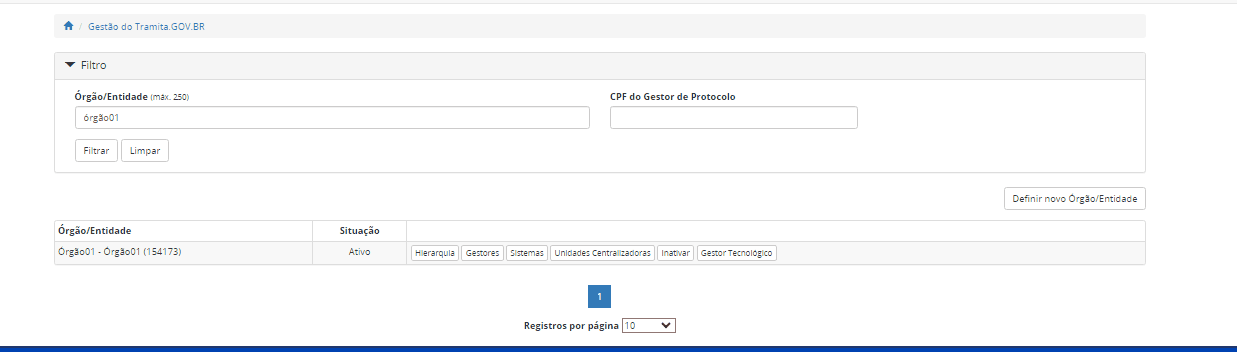 / Gestão do Tramita.GOV.BR
Filtro
Órgão/Entidade (máx. 250) CPF do Gestor de Protocolo
órgão01
Filtrar Limpar
Definir novo Órgão/Entidade
Órgão/Entidade Situação
Órgão01 - Órgão01 (154173) Ativo Hierarquia Gestores Sistemas Unidades Centralizadoras Inativar Gestor Tecnológico
1
Registros por página 10